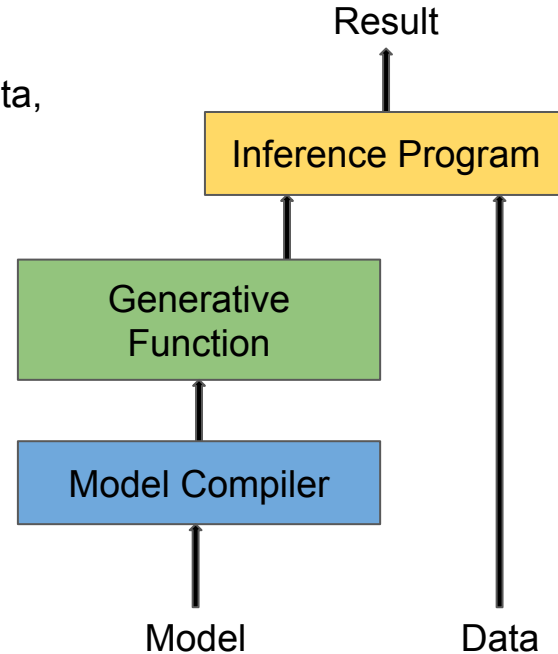 Result
ta,
Inference Program
Generative
Function
Model Compiler
Model
Data